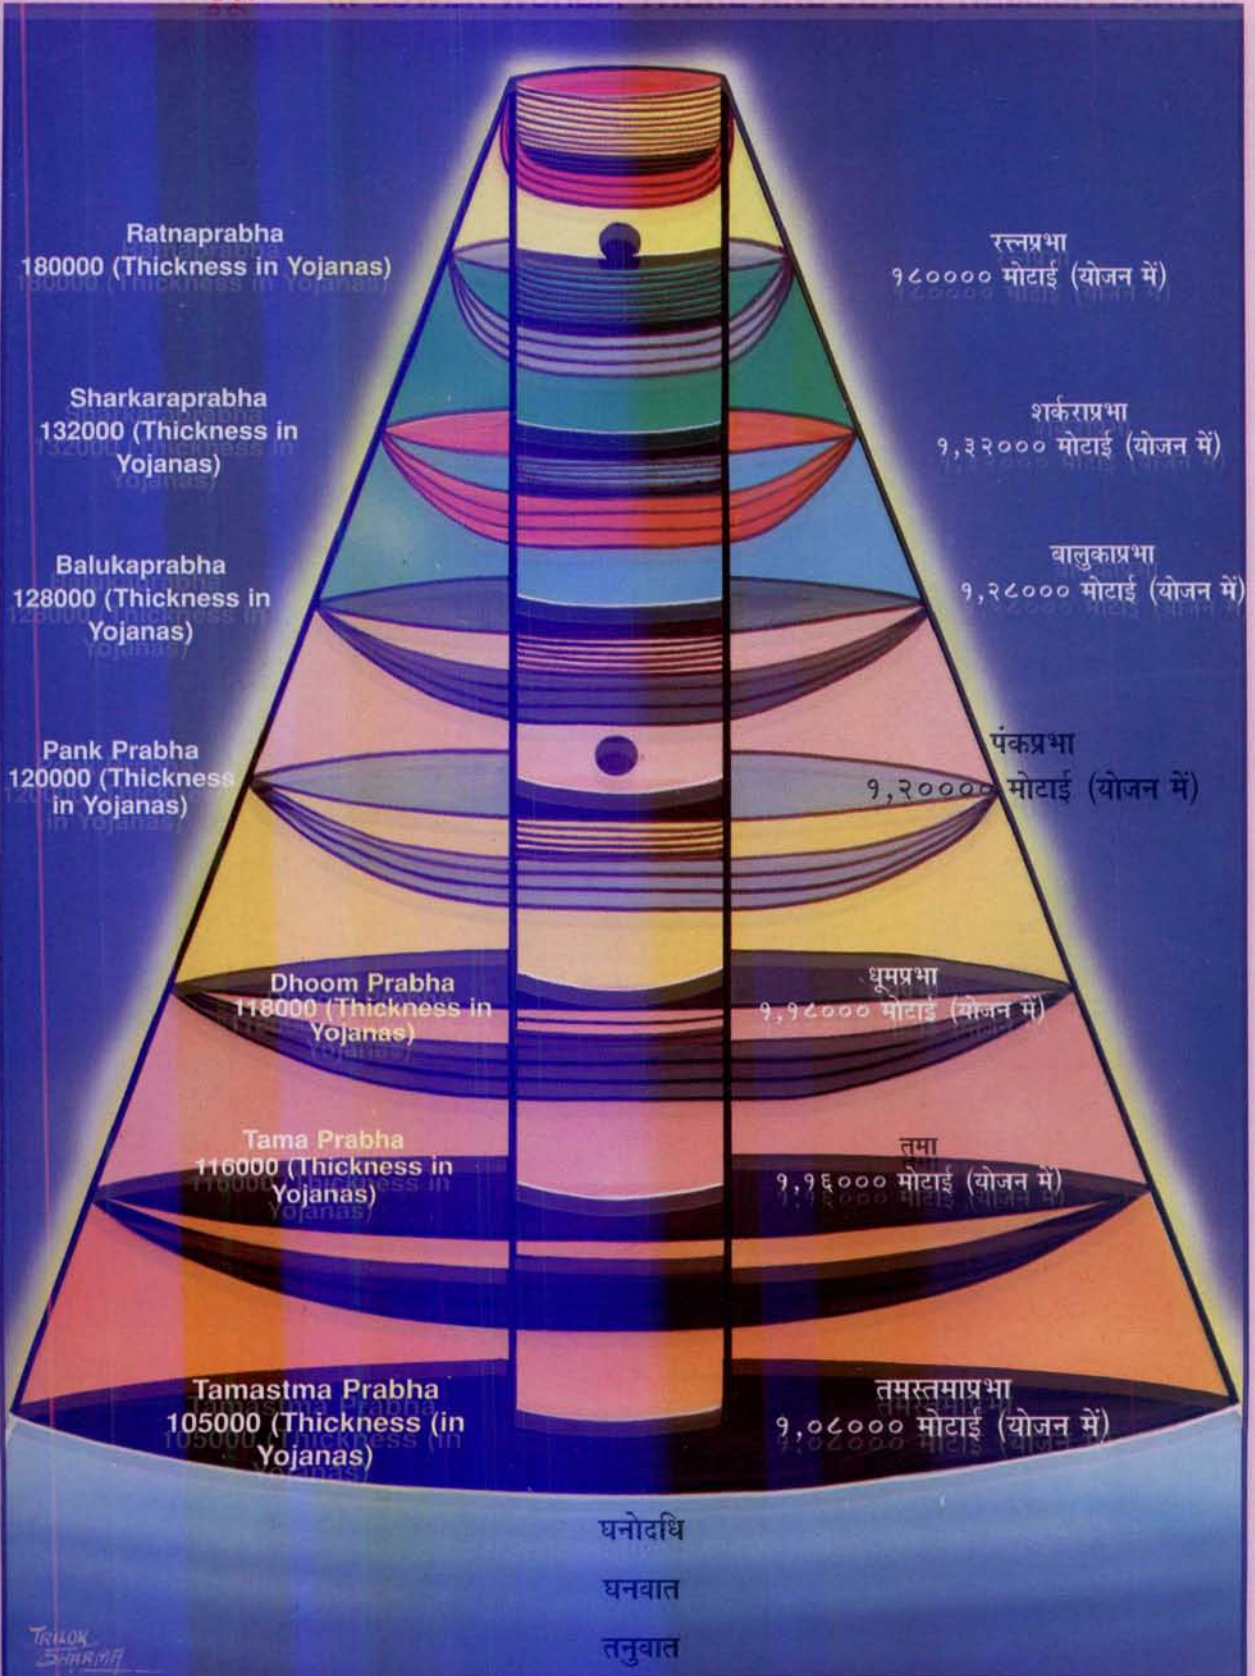 Ratnaprabha
180000 (Thickness in Yojanas)
रत्नप्रभा
१८०००० मोटाई (योजन में)
Sharkaraprabha
132000 (Thickness in
Yojanas)
शर्कराप्रभा
१,३२००० मोटाई (योजन में)
Balukaprabha
128000 (Thickness in
Yojanas)
बालुकाप्रभा
१,२८००० मोटाई (योजन में)
Pank Prabha
120000 (Thickness
in Yojanas)
पंकप्रभा
१,२०००० मोटाई (योजन में)
Dhoom Prabha
118000 (Thickness in
Yojanas)
धूमप्रभा
१,१८००० मोटाई (योजन में)
Tama Prabha
116000 (Thickness in
Yojanas)
तमा
१,१६००० मोटाई (योजन में)
Tamastma Prabha
105000 (Thickness (in
Yojanas)
तमस्तमाप्रभा
१,०८००० मोटाई (योजन में)
घनोदधि
घनवात
तनुवात
TRILOK
SHARMA